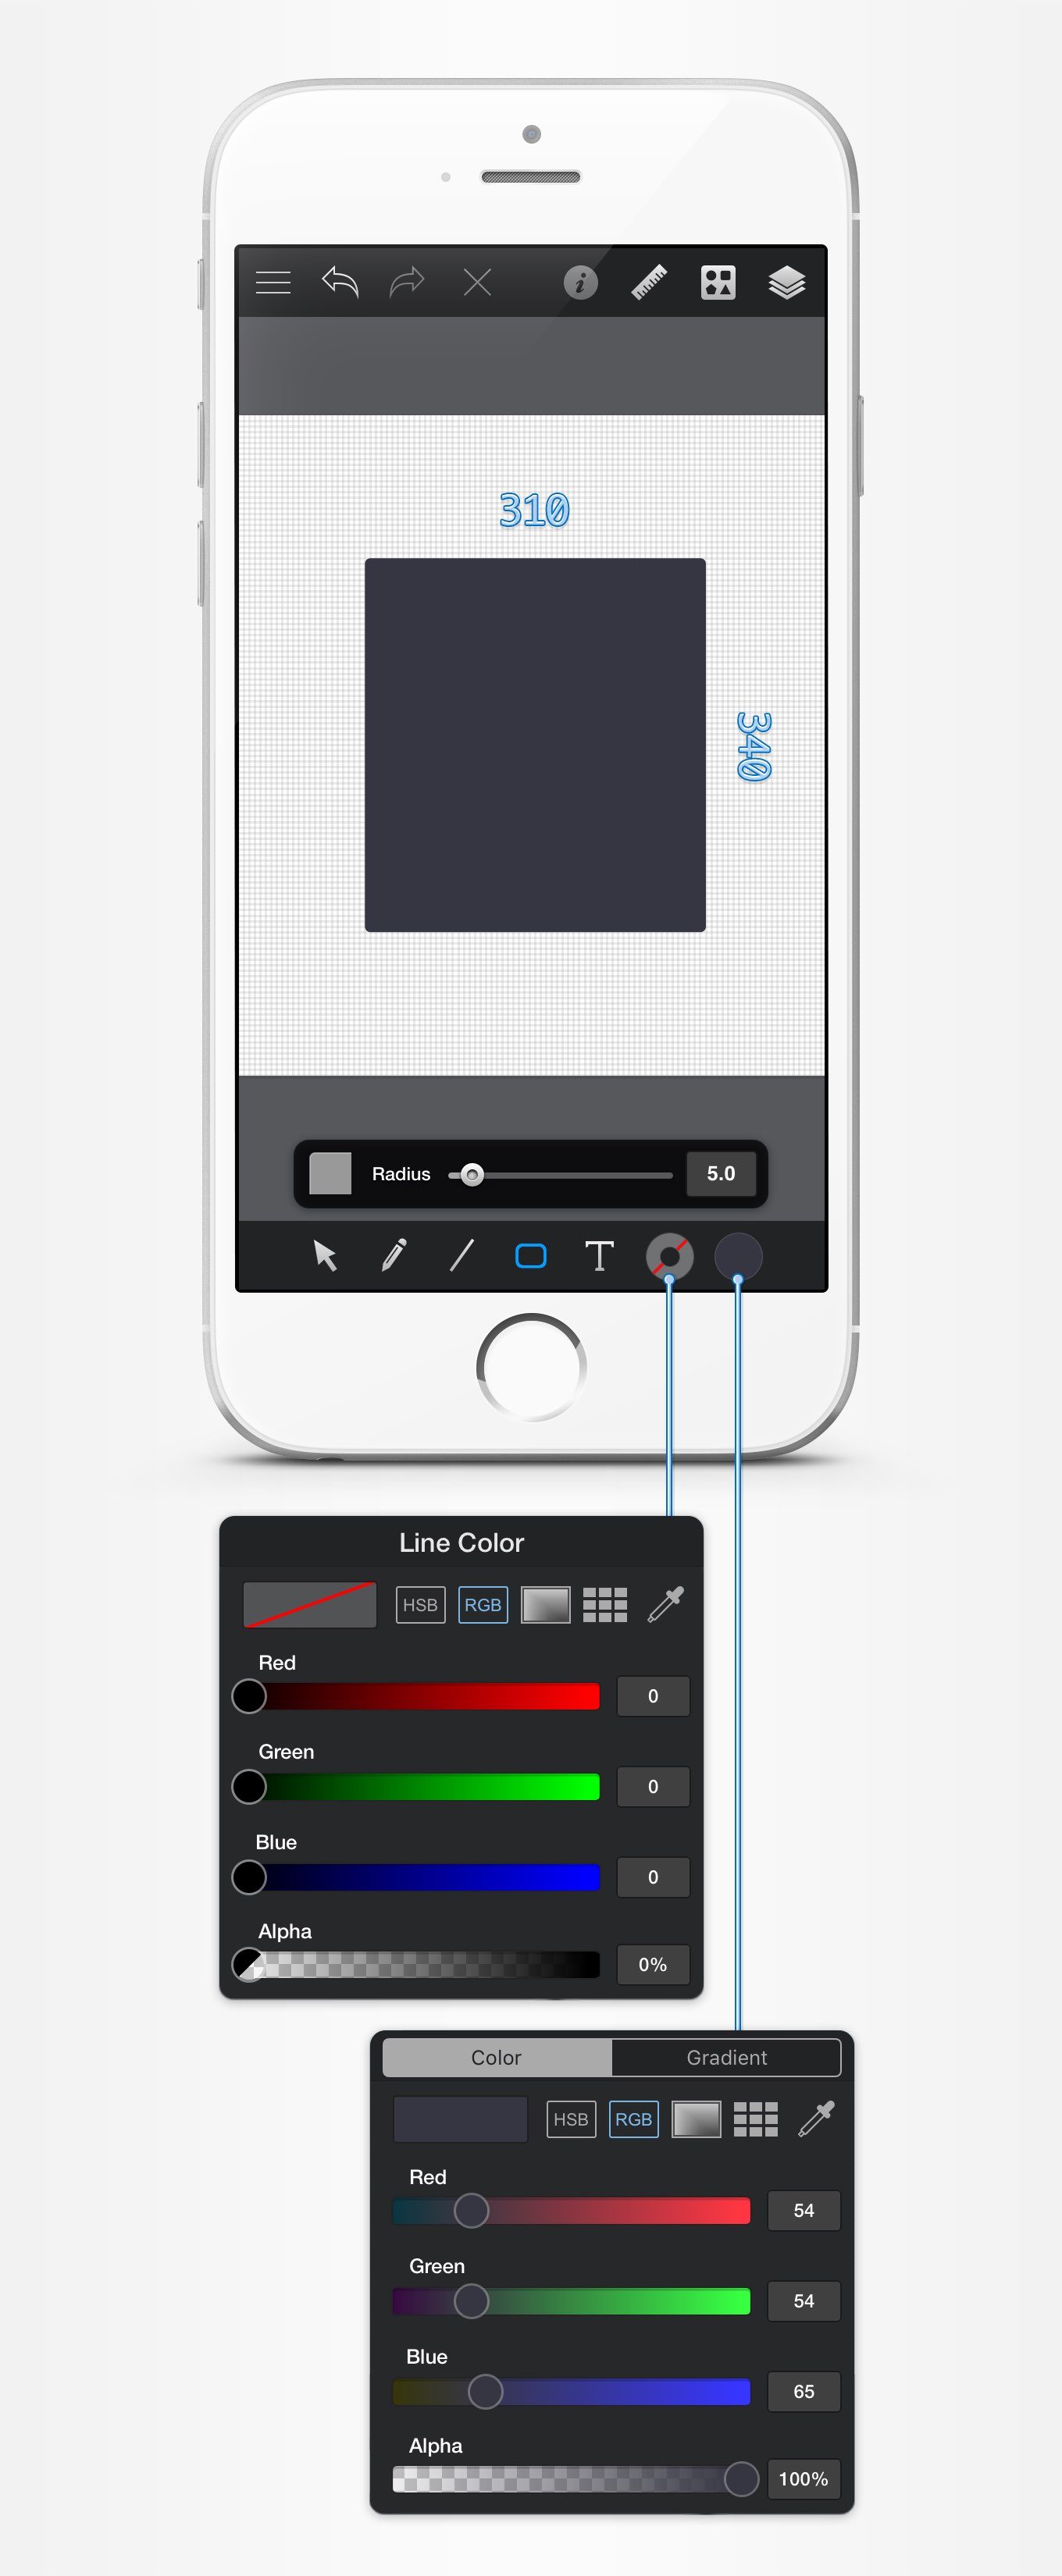 310
340
Radius 5.0
T
Line Color
HSB RGB
Red
0
Green
0
Blue
0
Alpha
0%
Color Gradient
HSB RGB
Red
54
Green
54
Blue
65
Alpha
100%